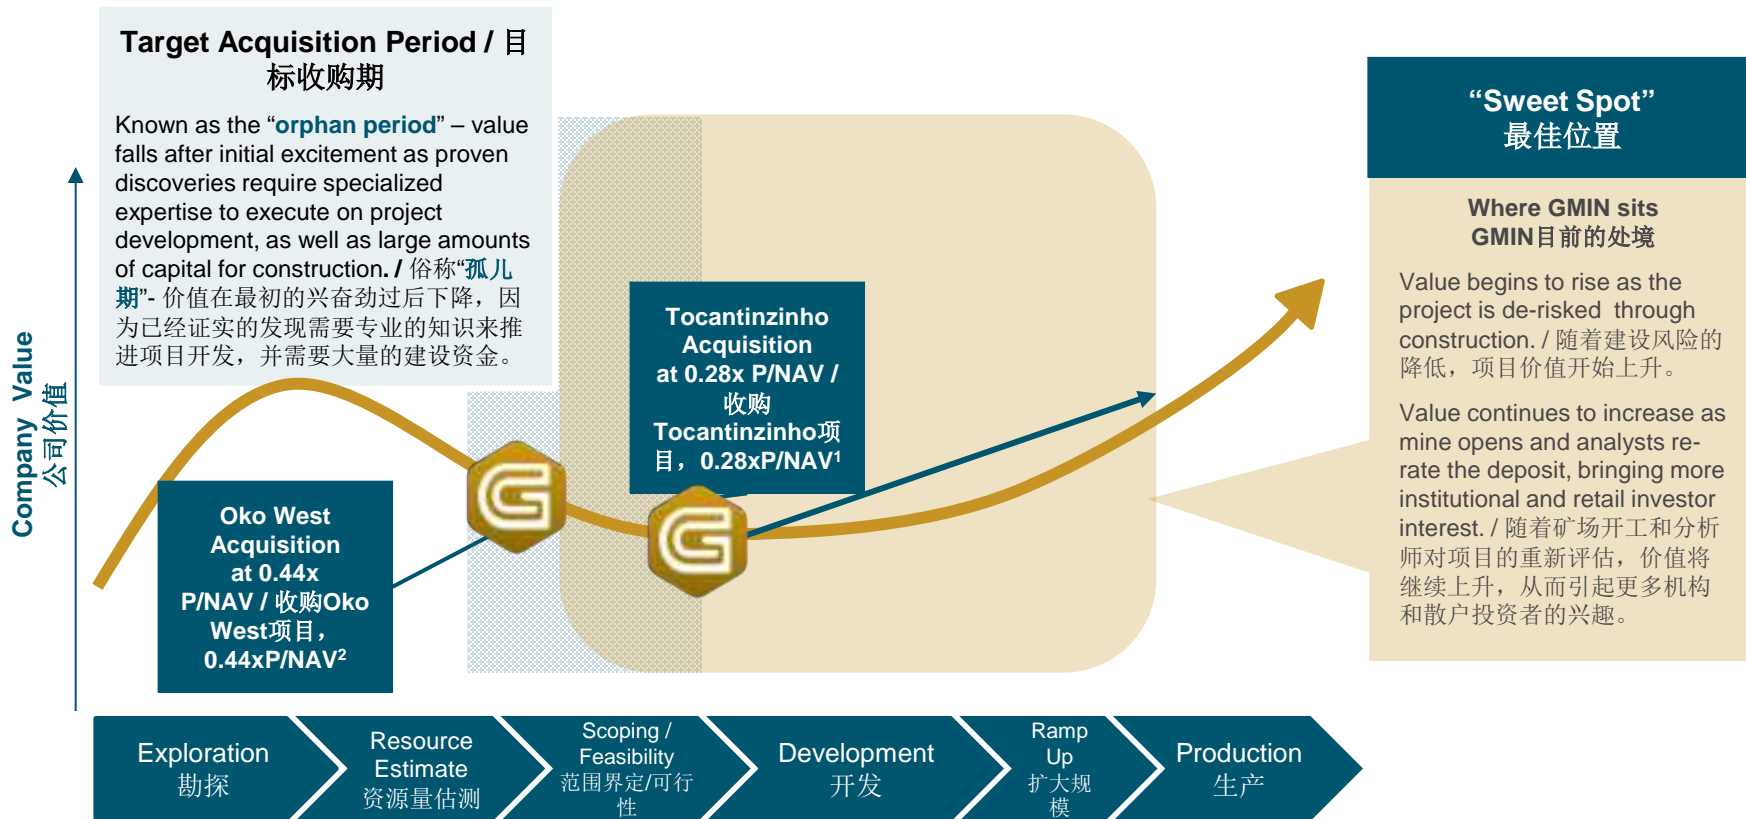 Target Acquisition Period / 目
标收购期
Known as the “orphan period” – value
falls after initial excitement as proven
discoveries require specialized
expertise to execute on project
development, as well as large amounts
of capital for construction. / 俗称“孤儿
期”- 价值在最初的兴奋劲过后下降，因
为已经证实的发现需要专业的知识来推
进项目开发，并需要大量的建设资金。
Company Value
公司价值
Oko West
Acquisition
at 0.44x
P/NAV / 收购Oko
West项目，
0.44xP/NAV²
Tocantinzinho
Acquisition
at 0.28x P/NAV /
收购
Tocantinzinho项
目，0.28xP/NAV¹
“Sweet Spot”
最佳位置
Where GMIN sits
GMIN目前的处境
Value begins to rise as the
project is de-risked through
construction. / 随着建设风险的
降低，项目价值开始上升。
Value continues to increase as
mine opens and analysts re-
rate the deposit, bringing more
institutional and retail investor
interest. / 随着矿场开工和分析
师对项目的重新评估，价值将
继续上升，从而引起更多机构
和散户投资者的兴趣。
Exploration
勘探
Resource
Estimate
资源量估测
Scoping /
Feasibility
范围界定/可行
性
Development
开发
Ramp
Up
扩大规
模
Production
生产